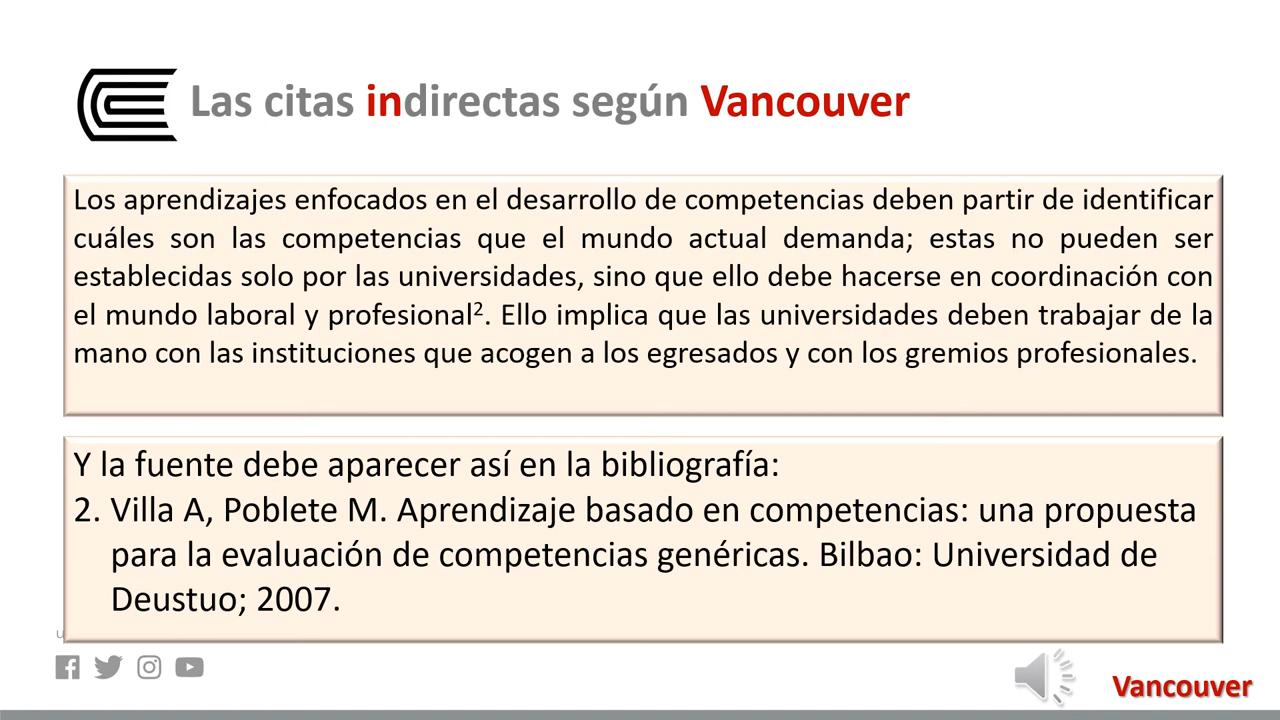 Las citas indirectas según Vancouver
Los aprendizajes enfocados en el desarrollo de competencias deben partir de identificar
cuáles son las competencias que el mundo actual demanda; estas no pueden ser
establecidas solo por las universidades, sino que ello debe hacerse en coordinación con
el mundo laboral y profesional². Ello implica que las universidades deben trabajar de la
mano con las instituciones que acogen a los egresados y con los gremios profesionales.
Y la fuente debe aparecer así en la bibliografía:
2. Villa A, Poblete M. Aprendizaje basado en competencias: una propuesta
para la evaluación de competencias genéricas. Bilbao: Universidad de
Deustuo; 2007.
Vancouver